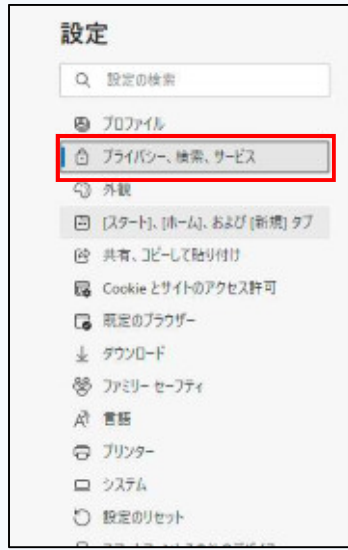 設定
設定の検索
プロファイル
プライバシー、検索、サービス
外観
[スタート]、[ホーム]、および [新規] タブ
共有、コピーして貼り付け
Cookie とサイトのアクセス許可
既定のブラウザー
ダウンロード
ファミリー セーフティ
言語
プリンター
システム
設定のリセット